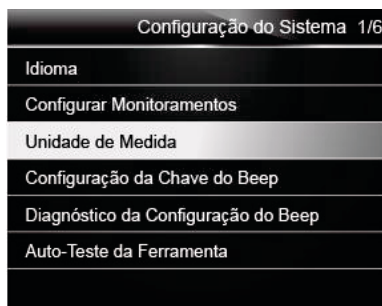 Configuração do Sistema 1/6
Idioma
Configurar Monitoramentos
Unidade de Medida
Configuração da Chave do Beep
Diagnóstico da Configuração do Beep
Auto-Teste da Ferramenta